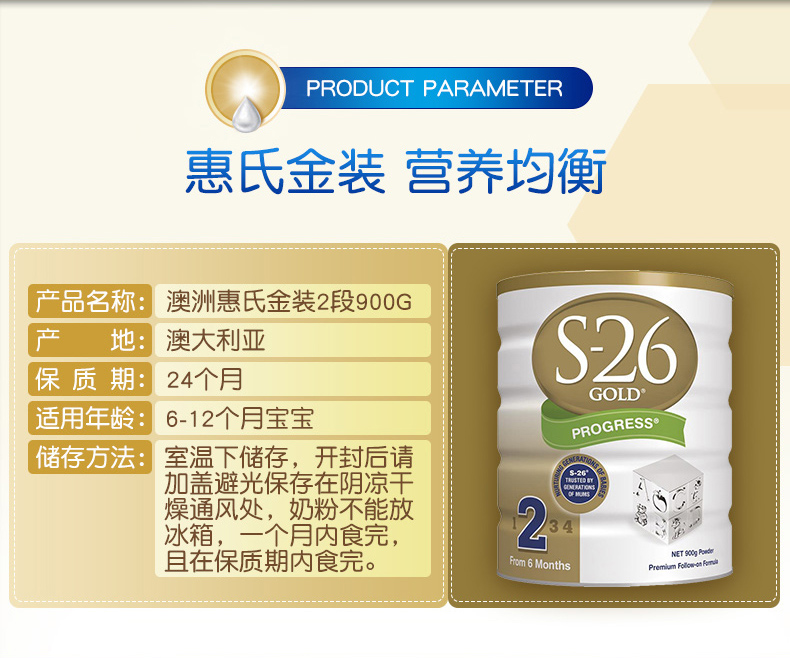 PRODUCT PARAMETER
惠氏金装 营养均衡
产品名称: 澳洲惠氏金装2段900G
产 地: 澳大利亚
保 质 期: 24个月
适用年龄: 6-12个月宝宝
储存方法: 室温下储存，开封后请
加盖避光保存在阴凉干
燥通风处，奶粉不能放
冰箱，一个月内食完，
且在保质期内食完。
S-26
GOLD®
PROGRESS®
NURTURING GENERATIONS OF BABIES
S-26®
TRUSTED BY
GENERATIONS
OF MUMS
1 2 3 4
From 6 Months
NET 900g Powder
Premium Follow-on Formula